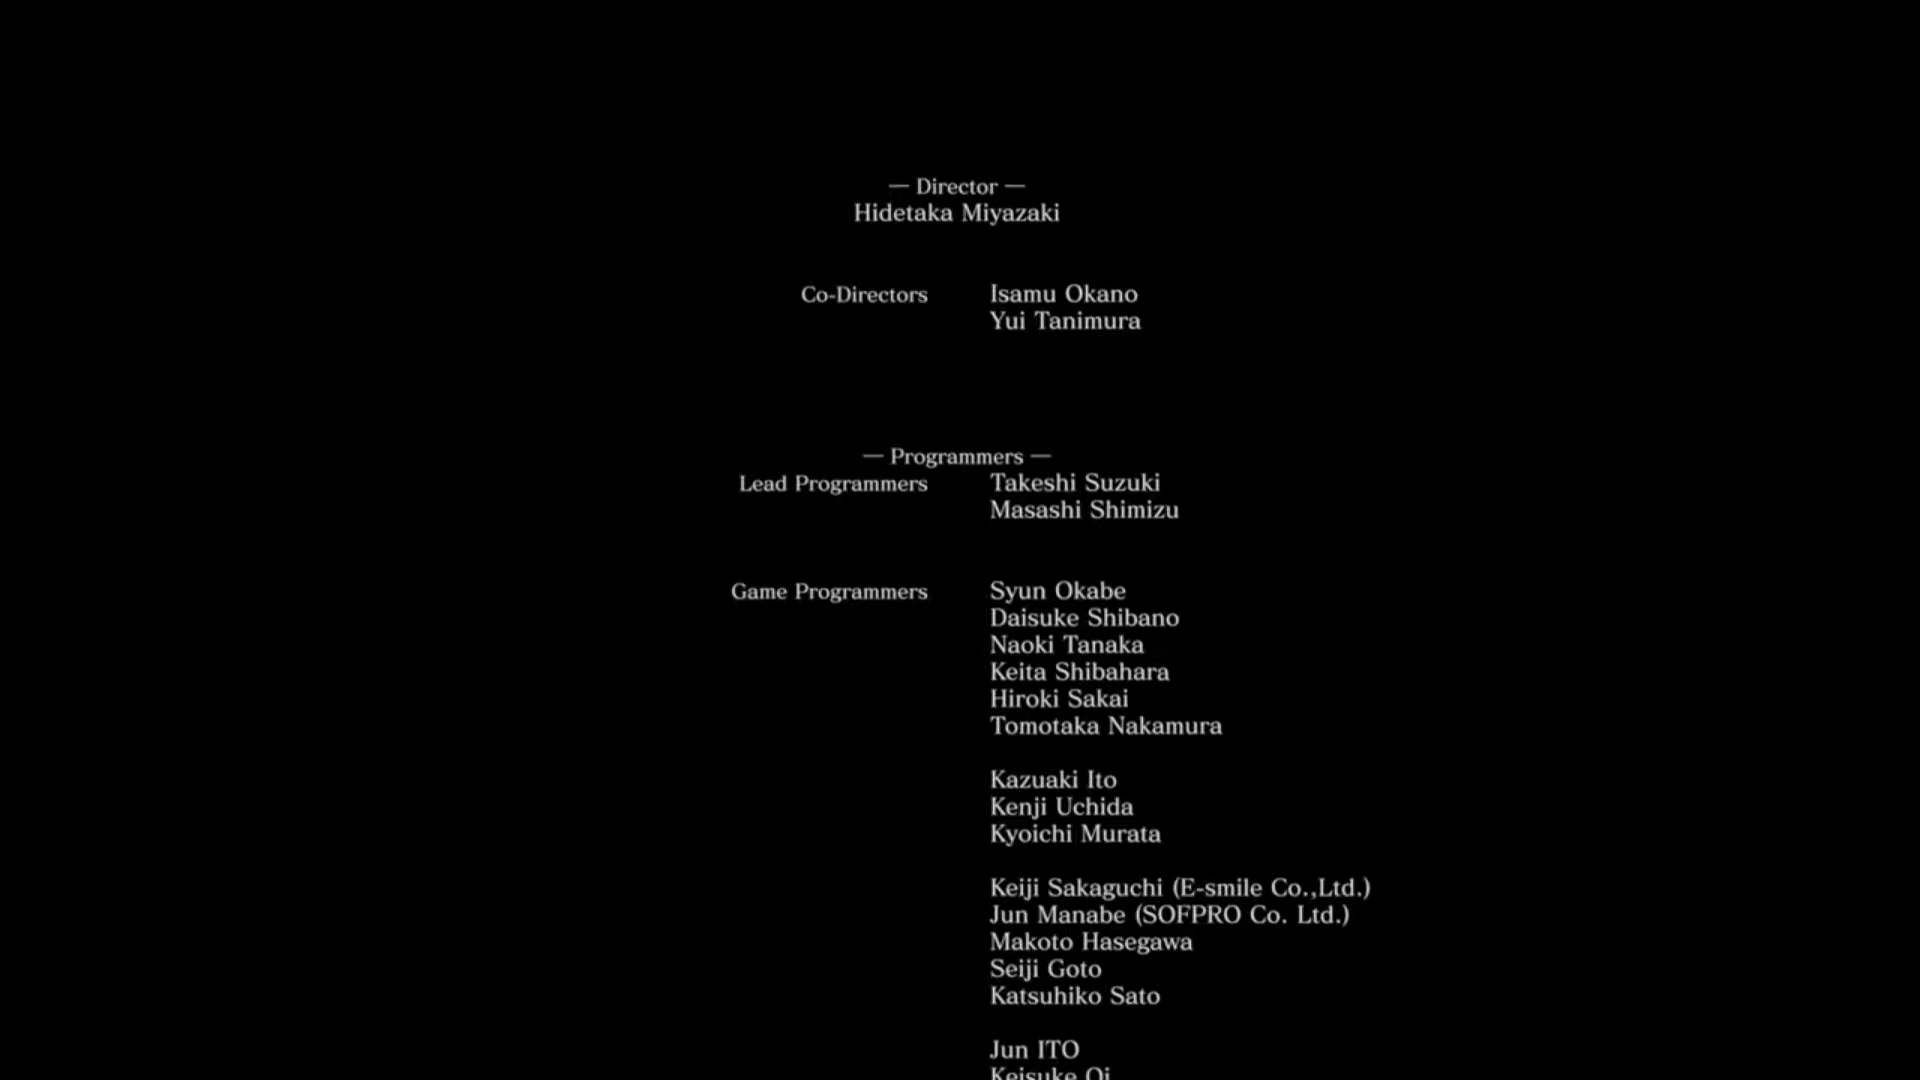 — Director —
Hidetaka Miyazaki
Co-Directors Isamu Okano
Yui Tanimura
— Programmers —
Lead Programmers Takeshi Suzuki
Masashi Shimizu
Game Programmers Syun Okabe
Daisuke Shibano
Naoki Tanaka
Keita Shibahara
Hiroki Sakai
Tomotaka Nakamura
Kazuaki Ito
Kenji Uchida
Kyoichi Murata
Keiji Sakaguchi (E-smile Co.,Ltd.)
Jun Manabe (SOFPRO Co. Ltd.)
Makoto Hasegawa
Seiji Goto
Katsuhiko Sato
Jun ITO
Keisuke Oi